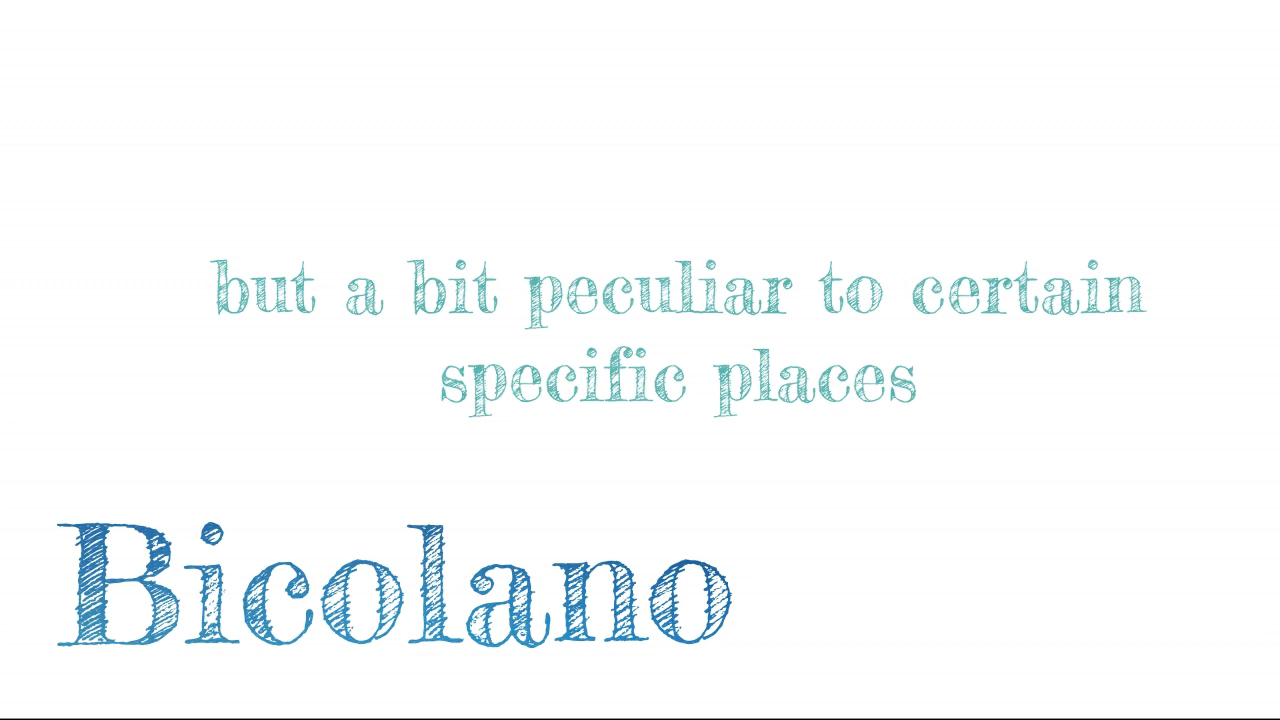 but a bit peculiar to certain
specific places
Bicolano